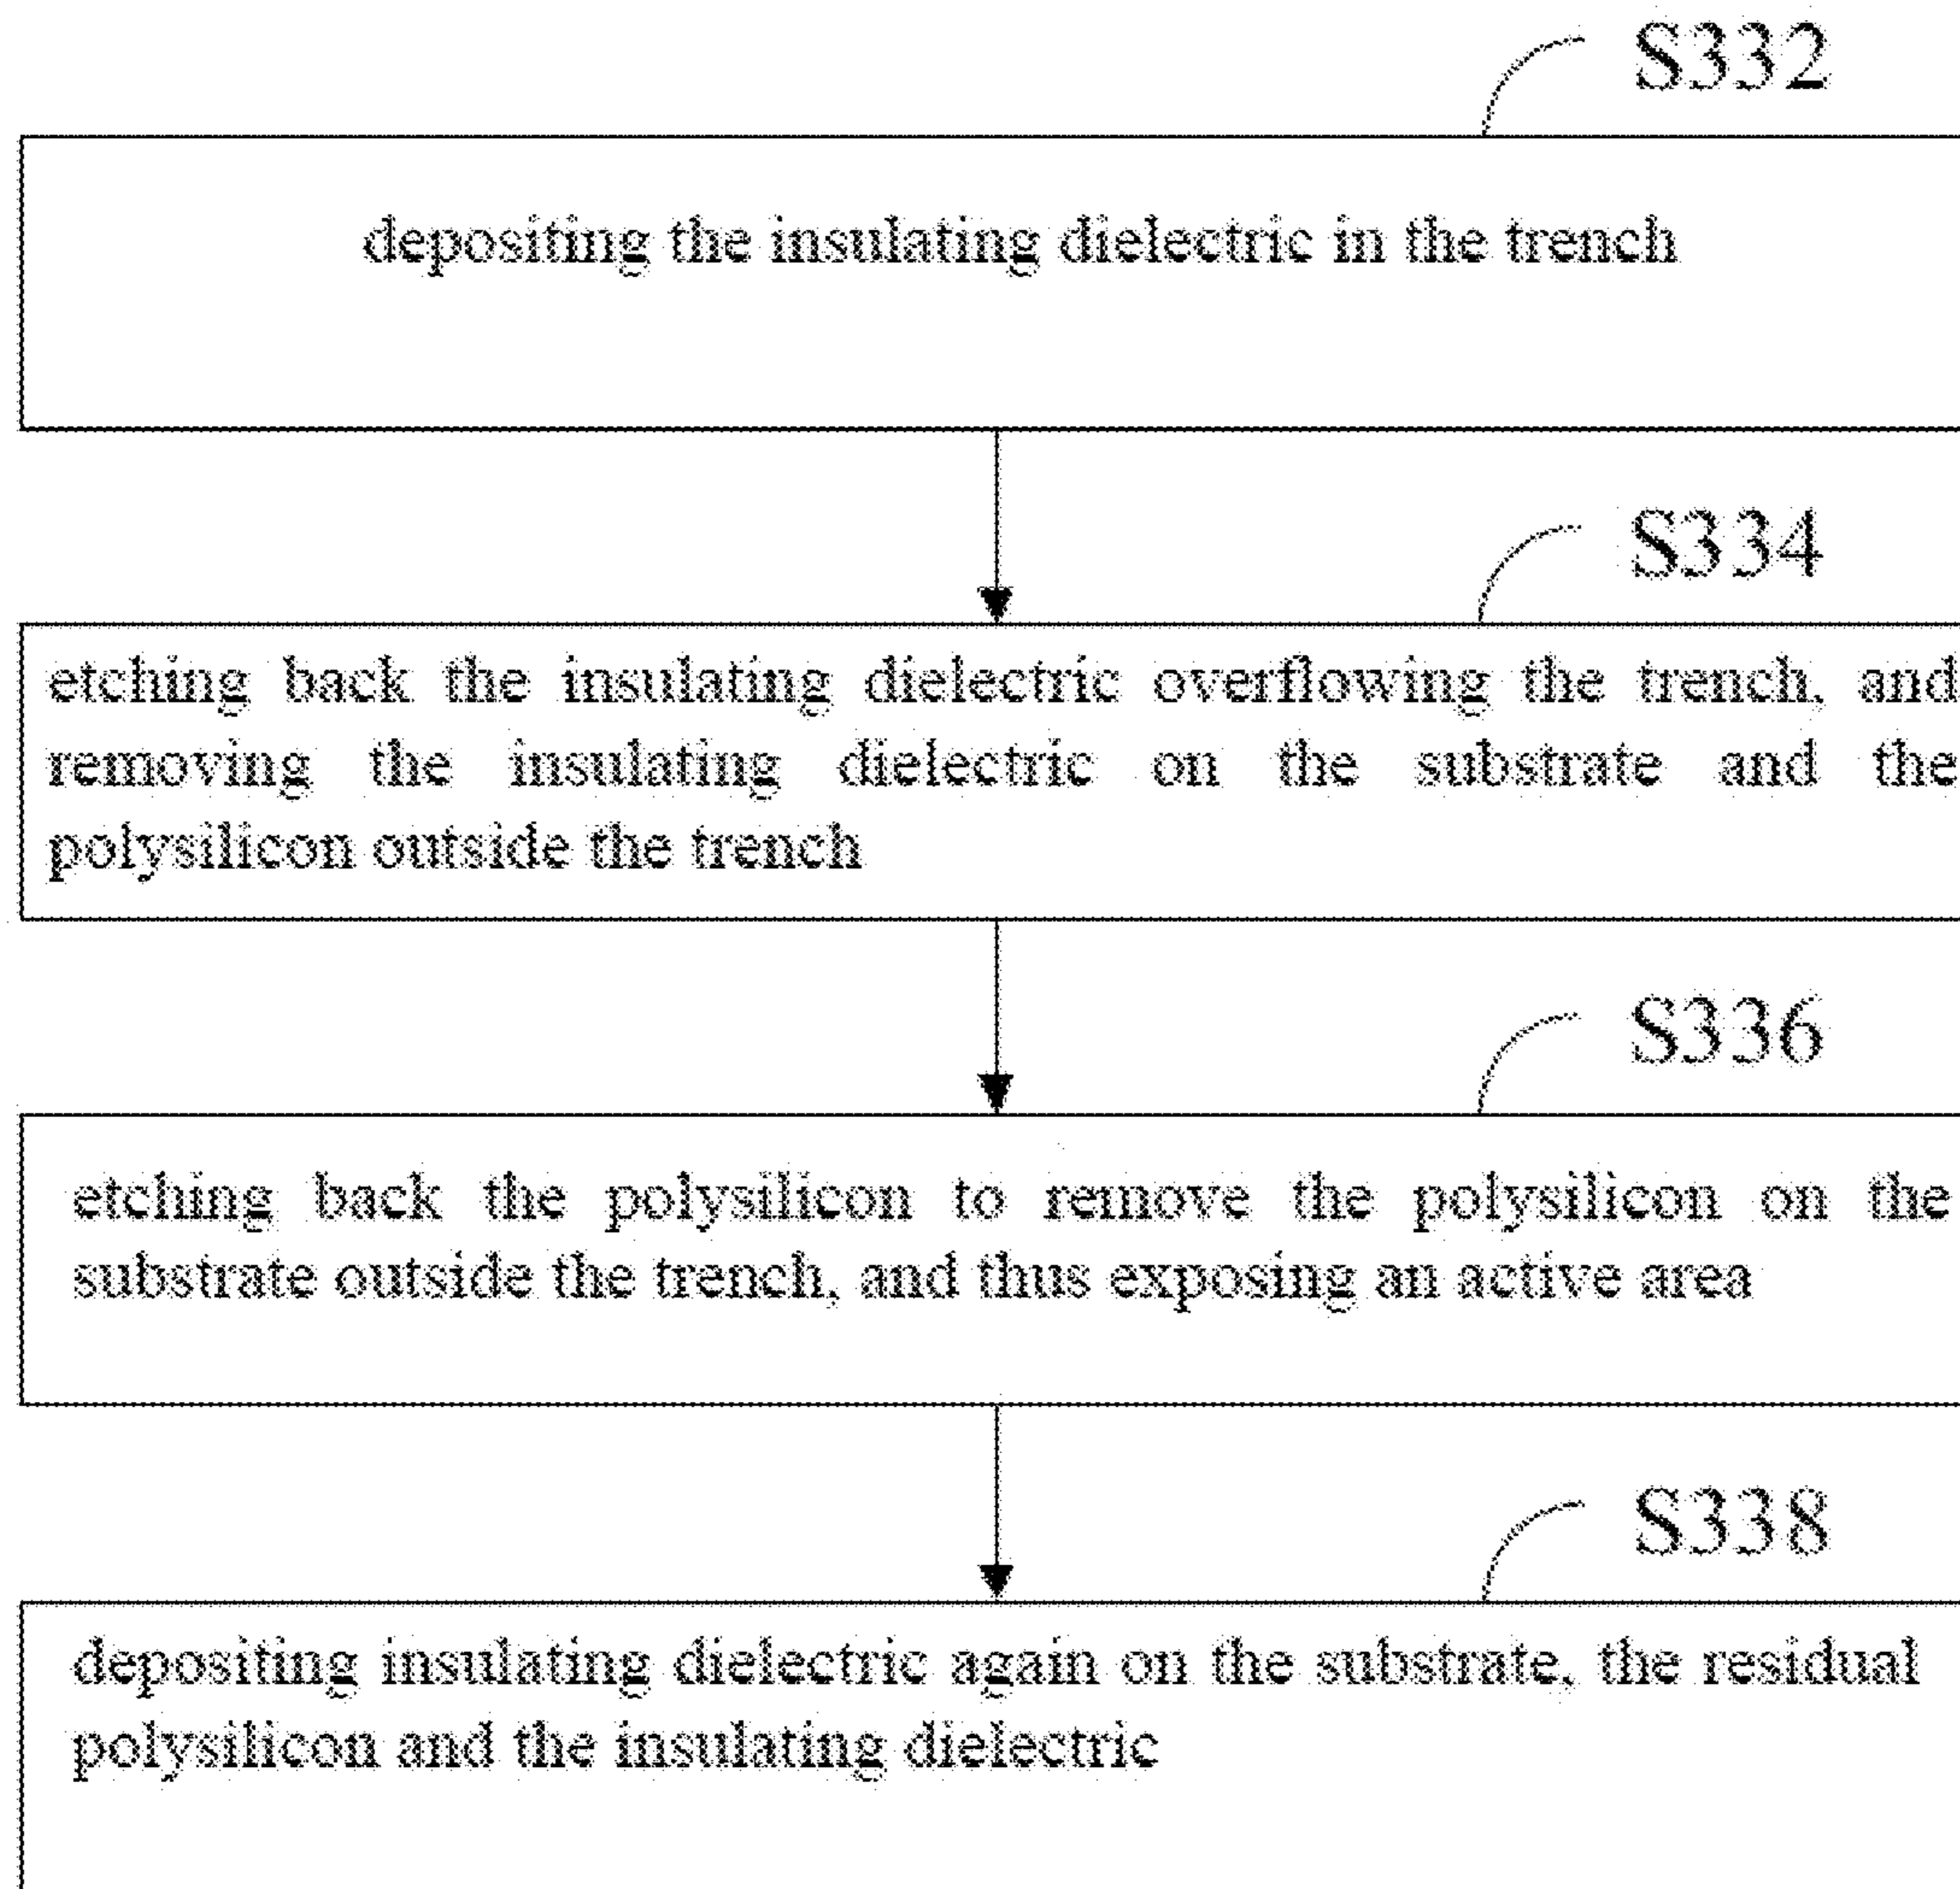 S332
depositing the insulating dielectric in the trench
S334
etching back the insulating dielectric overflowing the trench, and
removing the insulating dielectric on the substrate and the
polysilicon outside the trench
S336
etching back the polysilicon to remove the polysilicon on the
substrate outside the trench, and thus exposing an active area
S338
depositing insulating dielectric again on the substrate, the residual
polysilicon and the insulating dielectric